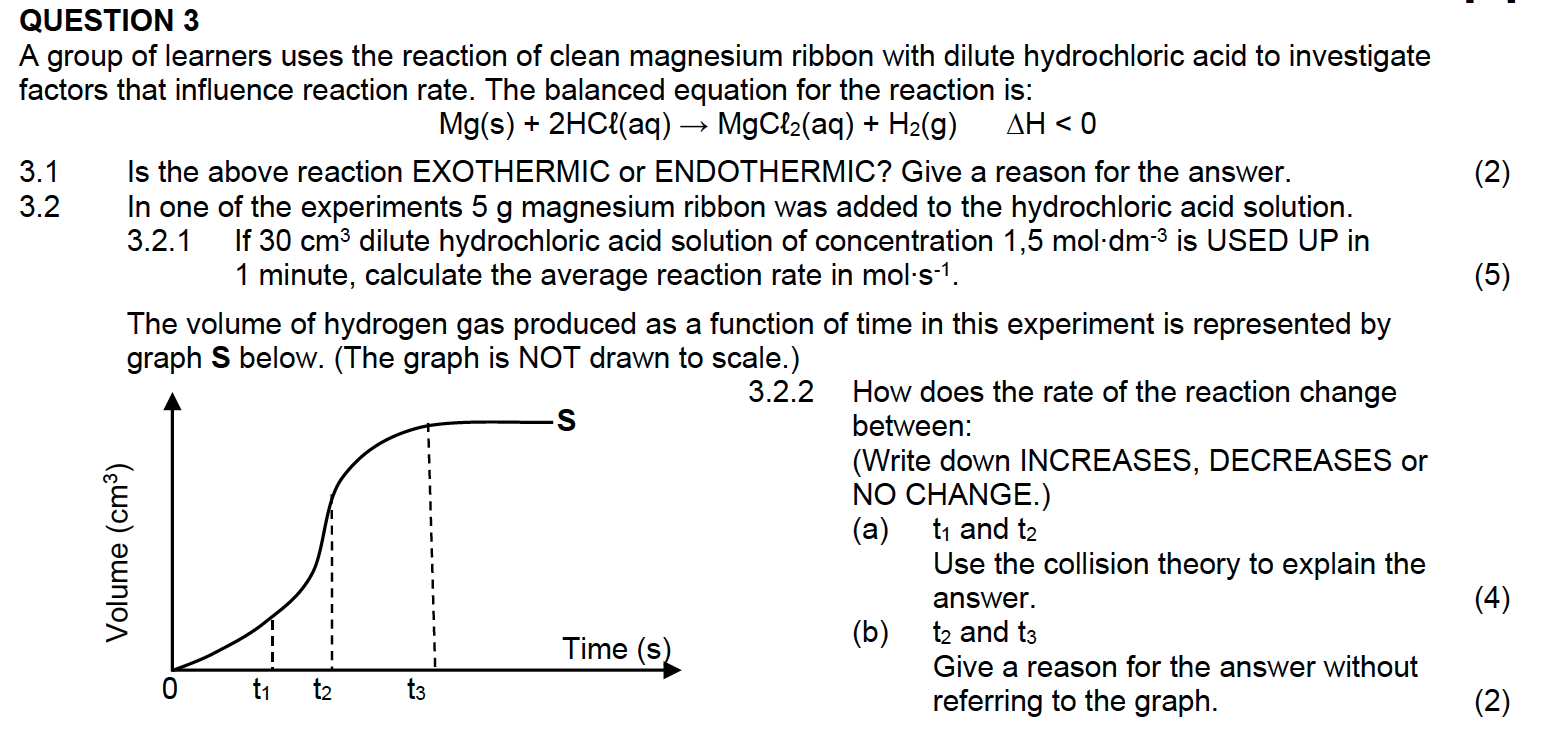 QUESTION 3
A group of learners uses the reaction of clean magnesium ribbon with dilute hydrochloric acid to investigate
factors that influence reaction rate. The balanced equation for the reaction is:
Mg(s) + 2HCℓ(aq) → MgCℓ₂(aq) + H₂(g) ΔH < 0
3.1 Is the above reaction EXOTHERMIC or ENDOTHERMIC? Give a reason for the answer. (2)
3.2 In one of the experiments 5 g magnesium ribbon was added to the hydrochloric acid solution.
3.2.1 If 30 cm³ dilute hydrochloric acid solution of concentration 1,5 mol·dm⁻³ is USED UP in
1 minute, calculate the average reaction rate in mol·s⁻¹. (5)
The volume of hydrogen gas produced as a function of time in this experiment is represented by
graph S below. (The graph is NOT drawn to scale.)
Volume (cm³)
S
Time (s)
0 t₁ t₂ t₃
3.2.2 How does the rate of the reaction change
between:
(Write down INCREASES, DECREASES or
NO CHANGE.)
(a) t₁ and t₂
Use the collision theory to explain the
answer. (4)
(b) t₂ and t₃
Give a reason for the answer without
referring to the graph. (2)